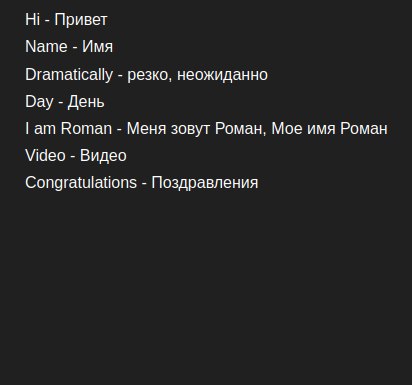 Hi - Привет
Name - Имя
Dramatically - резко, неожиданно
Day - День
I am Roman - Меня зовут Роман, Мое имя Роман
Video - Видео
Congratulations - Поздравления